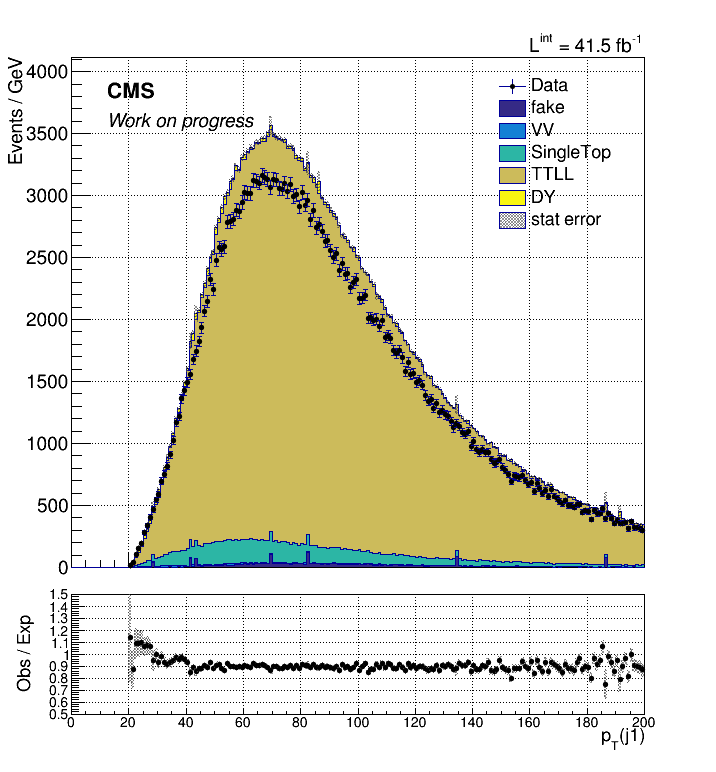 L^int = 41.5 fb^-1
Events / GeV
4000
3500
3000
2500
2000
1500
1000
500
0
CMS
Work on progress
Data
fake
VV
SingleTop
TTLL
DY
stat error
Obs / Exp
1.5
1.4
1.3
1.2
1.1
1
0.9
0.8
0.7
0.6
0.5
0 20 40 60 80 100 120 140 160 180 200
p_T(j1)